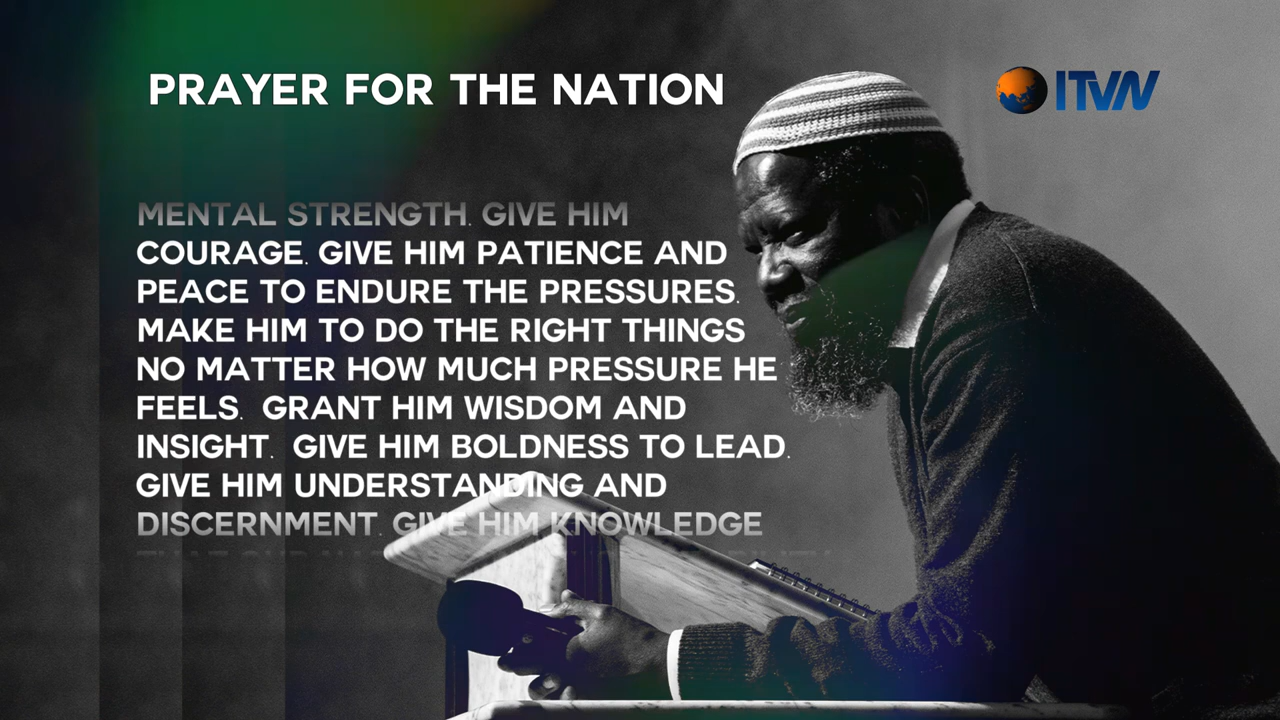 PRAYER FOR THE NATION
ITVN
MENTAL STRENGTH. GIVE HIM
COURAGE. GIVE HIM PATIENCE AND
PEACE TO ENDURE THE PRESSURES.
MAKE HIM TO DO THE RIGHT THINGS
NO MATTER HOW MUCH PRESSURE HE
FEELS. GRANT HIM WISDOM AND
INSIGHT. GIVE HIM BOLDNESS TO LEAD.
GIVE HIM UNDERSTANDING AND
DISCERNMENT. GIVE HIM KNOWLEDGE